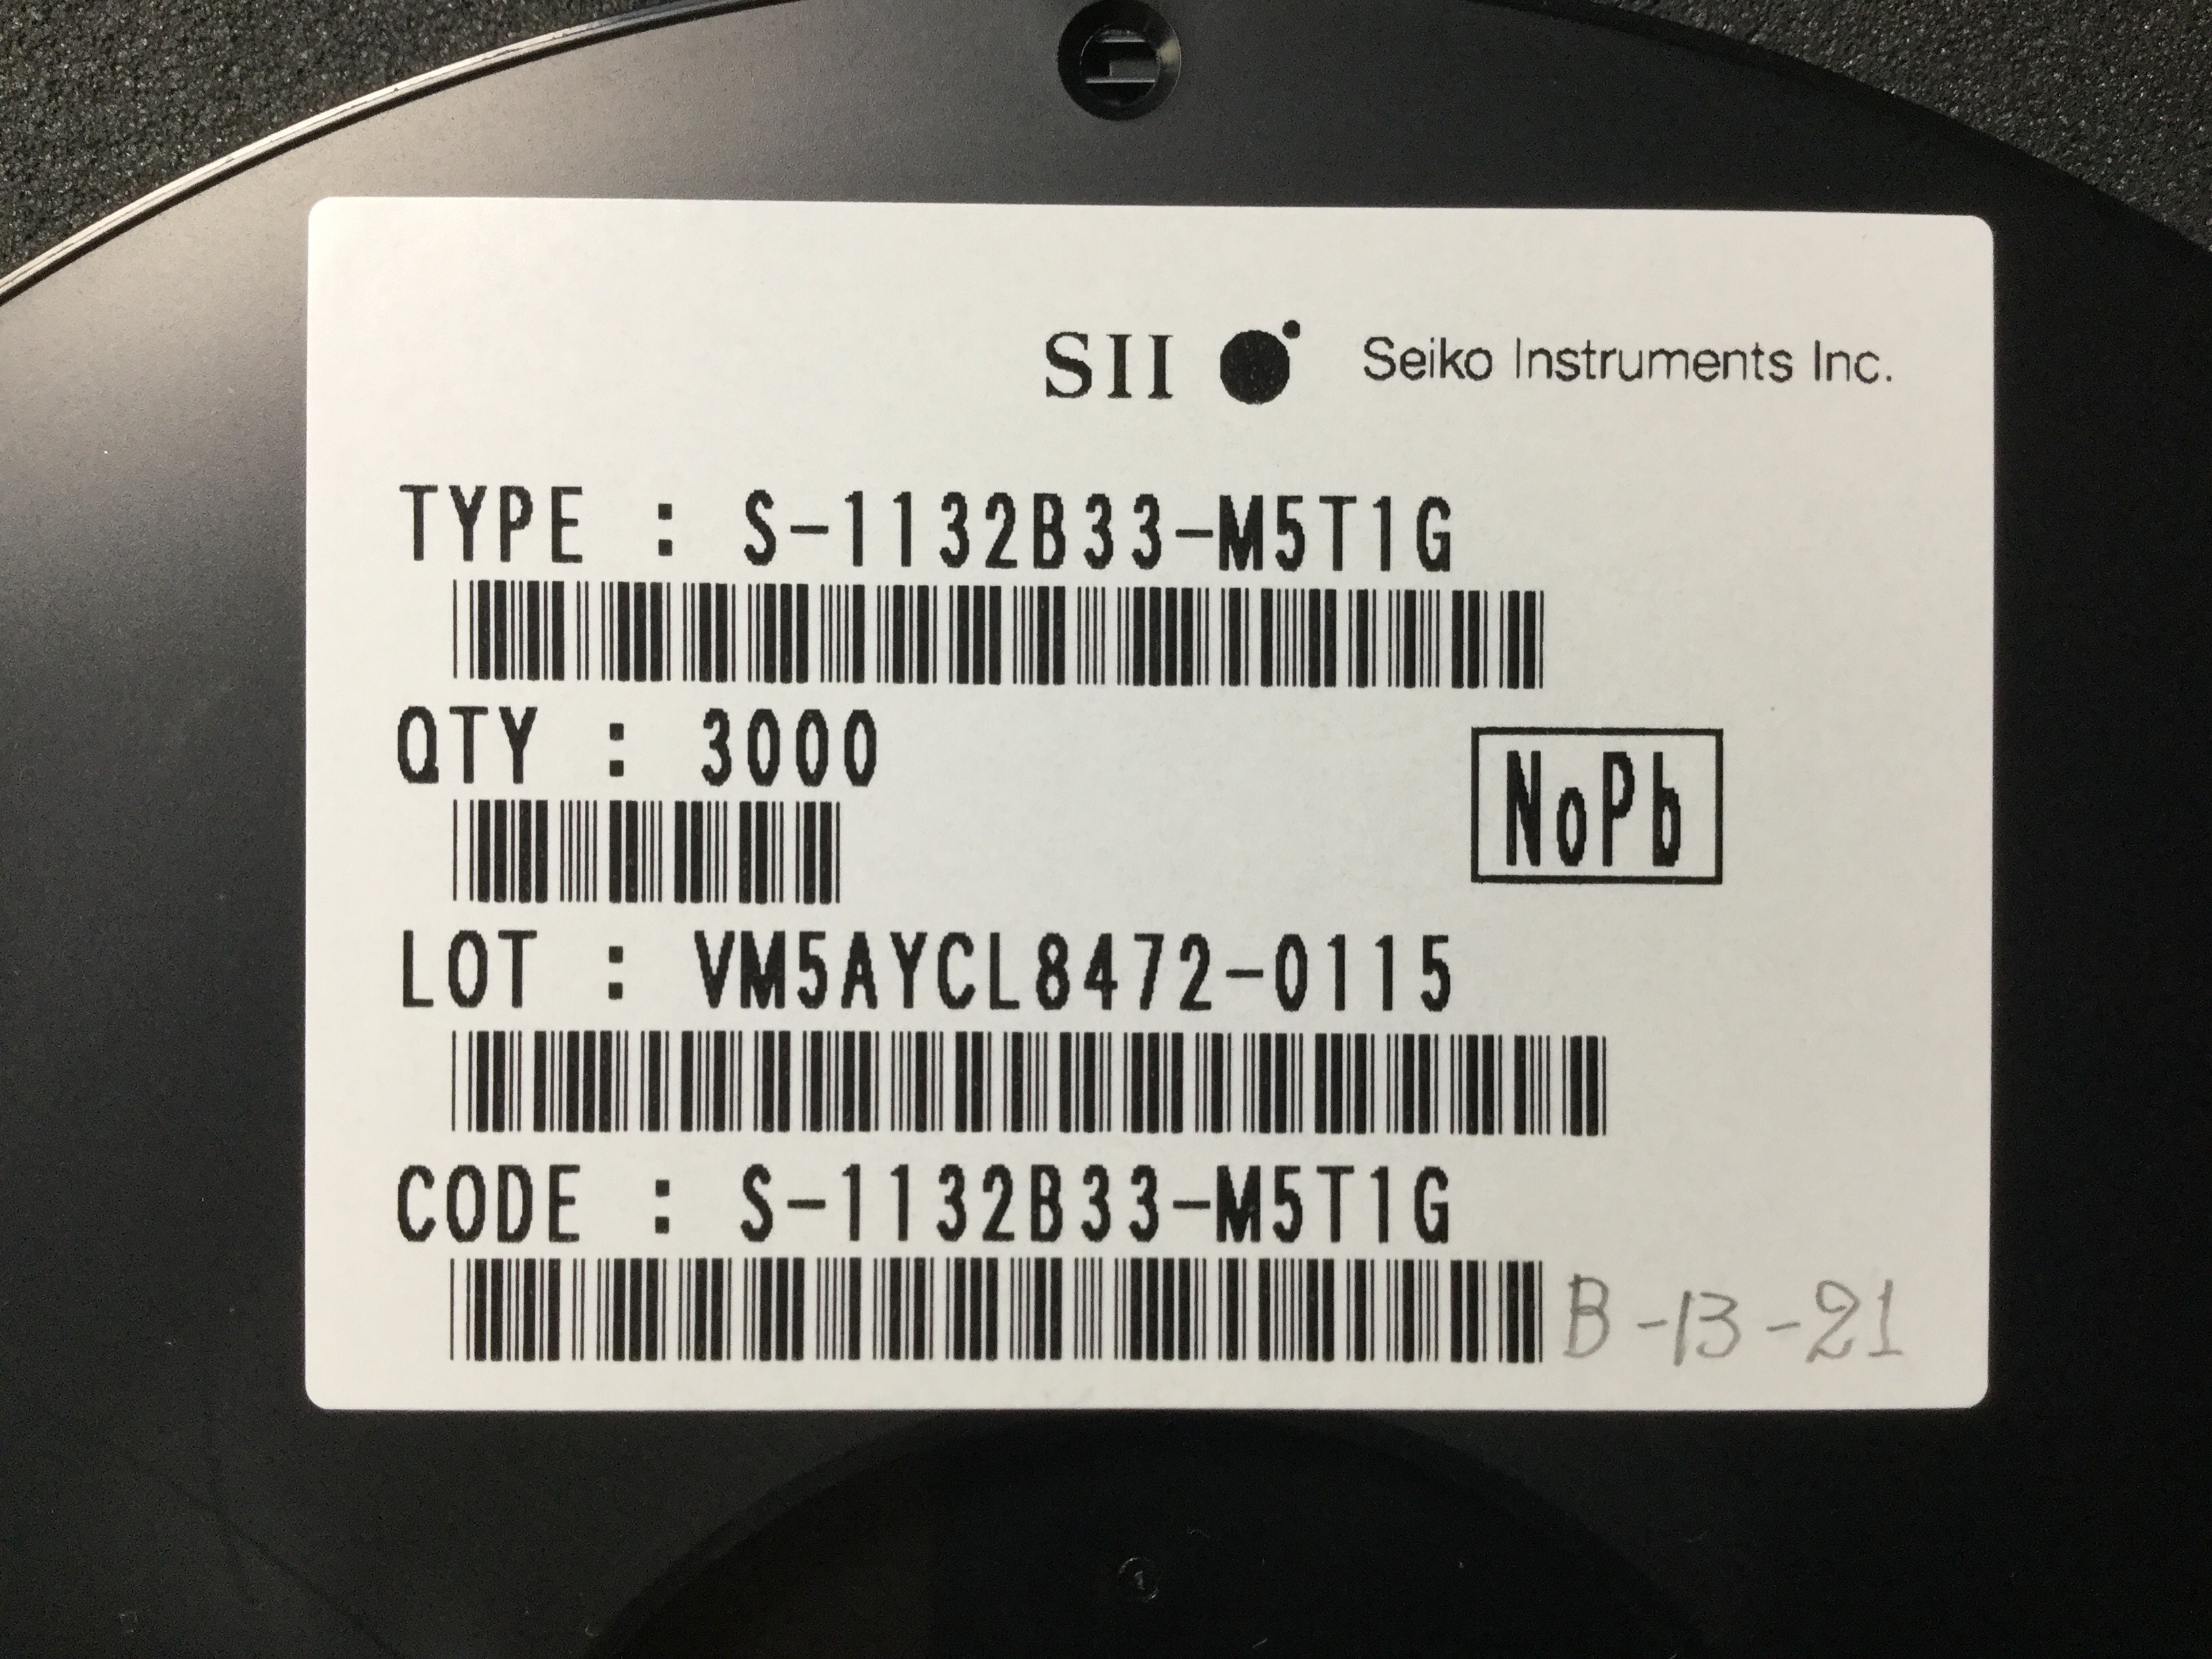 SII Seiko Instruments Inc.
TYPE : S-1132B33-M5T1G
QTY : 3000
NoPb
LOT : VM5AYCL8472-0115
CODE : S-1132B33-M5T1G
B-13-21